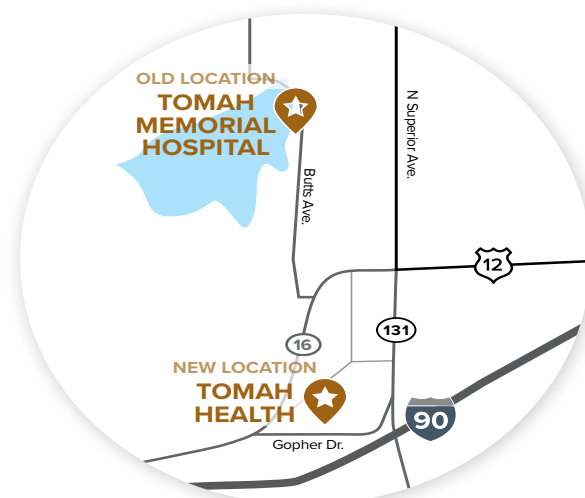 OLD LOCATION
TOMAH
MEMORIAL
HOSPITAL
N Superior Ave.
Butts Ave.
12
131
16
NEW LOCATION
TOMAH
HEALTH
90
Gopher Dr.